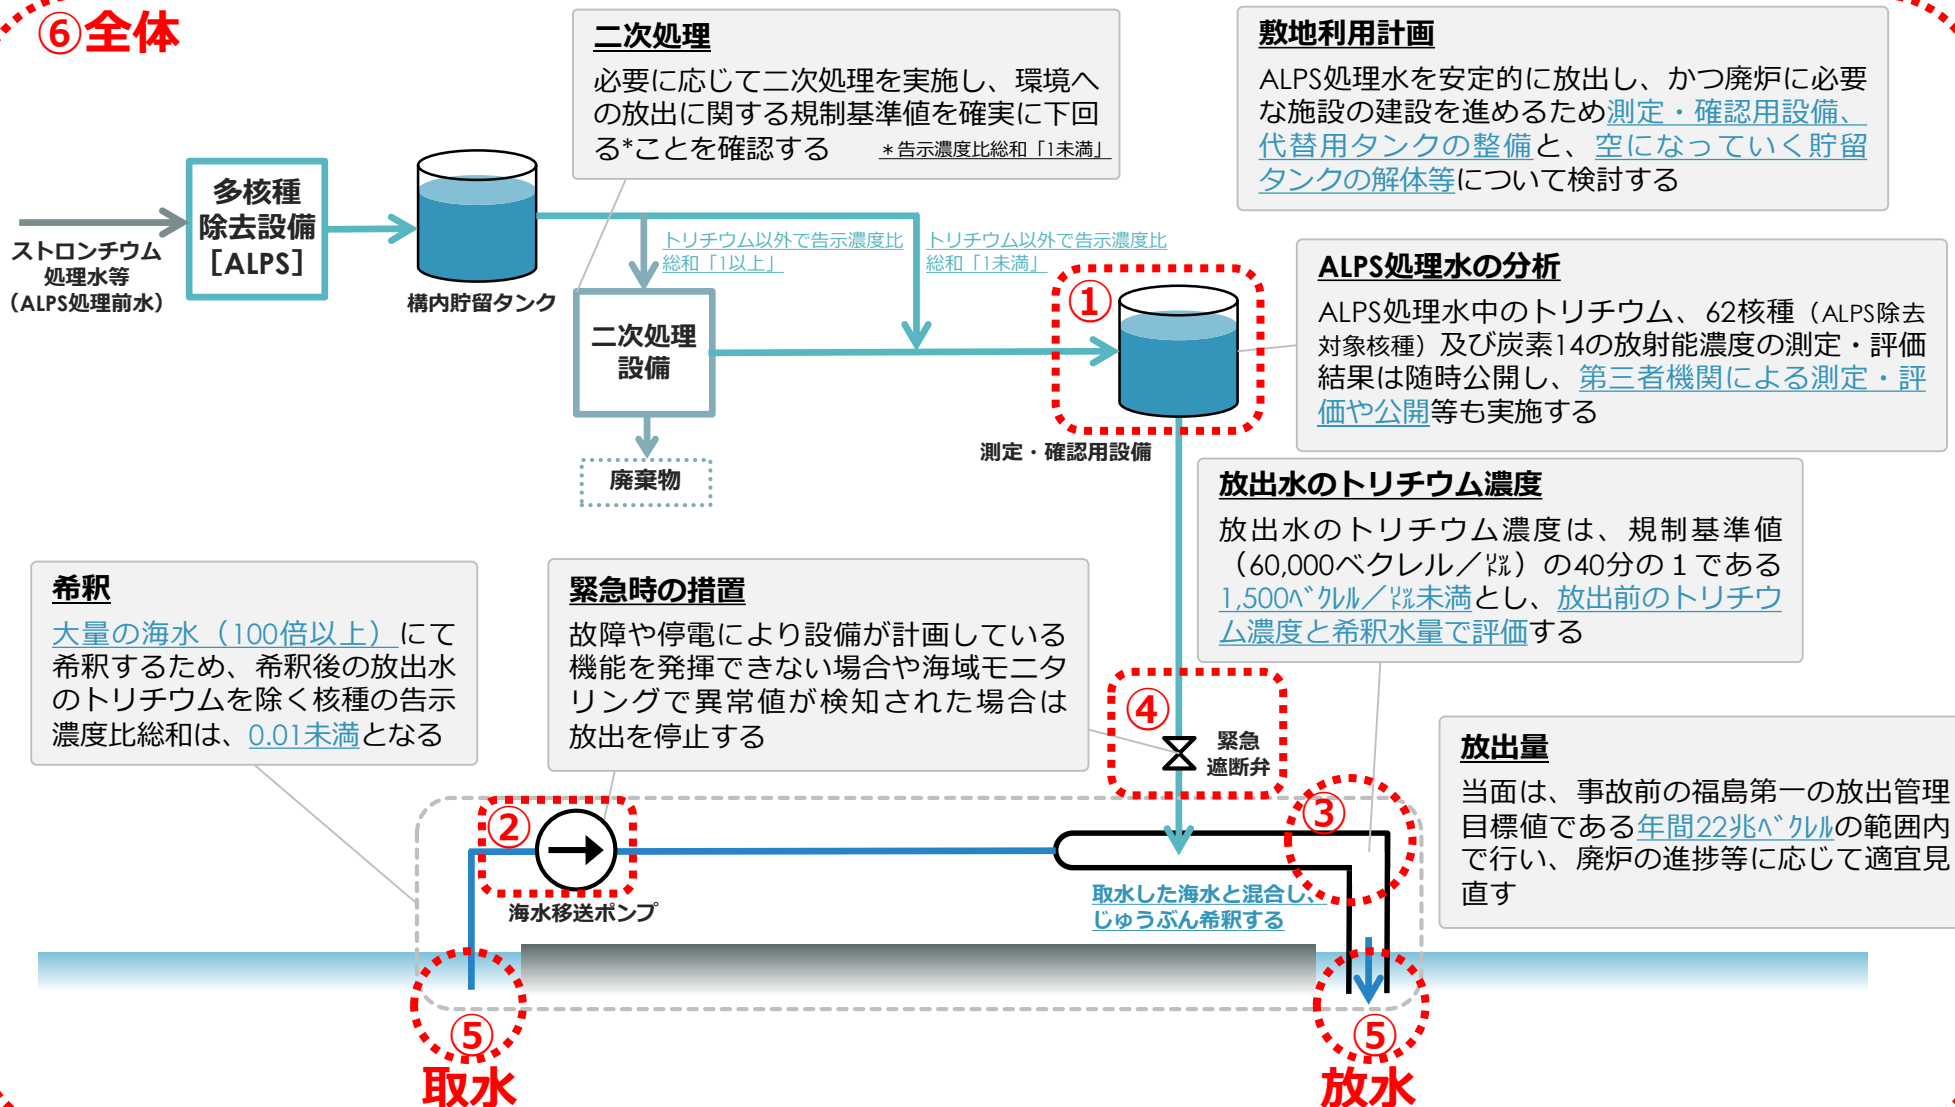 ⑥全体
二次処理
必要に応じて二次処理を実施し、環境へ
の放出に関する規制基準値を確実に下回
る*ことを確認する
＊告示濃度比総和「1未満」
敷地利用計画
ALPS処理水を安定的に放出し、かつ廃炉に必要
な施設の建設を進めるため測定・確認用設備、
代替用タンクの整備と、空になっていく貯留
タンクの解体等について検討する
ストロンチウム
処理水等
（ALPS処理前水）
多核種
除去設備
［ALPS］
構内貯留タンク
トリチウム以外で告示濃度比
総和「1以上」
トリチウム以外で告示濃度比
総和「1未満」
二次処理
設備
廃棄物
①
測定・確認用設備
ALPS処理水の分析
ALPS処理水中のトリチウム、62核種（ALPS除去
対象核種）及び炭素14の放射能濃度の測定・評価
結果は随時公開し、第三者機関による測定・評
価や公開等も実施する
放出水のトリチウム濃度
放出水のトリチウム濃度は、規制基準値
（60,000ベクレル／㍑）の40分の１である
1,500ﾍﾞｸﾚﾙ／㍑未満とし、放出前のトリチウ
ム濃度と希釈水量で評価する
希釈
大量の海水（100倍以上）にて
希釈するため、希釈後の放出水
のトリチウムを除く核種の告示
濃度比総和は、0.01未満となる
緊急時の措置
故障や停電により設備が計画している
機能を発揮できない場合や海域モニタ
リングで異常値が検知された場合は
放出を停止する
④
緊急
遮断弁
放出量
当面は、事故前の福島第一の放出管理
目標値である年間22兆ﾍﾞｸﾚﾙの範囲内
で行い、廃炉の進捗等に応じて適宜見
直す
②
海水移送ポンプ
③
取水した海水と混合し、
じゅうぶん希釈する
⑤
取水
⑤
放水